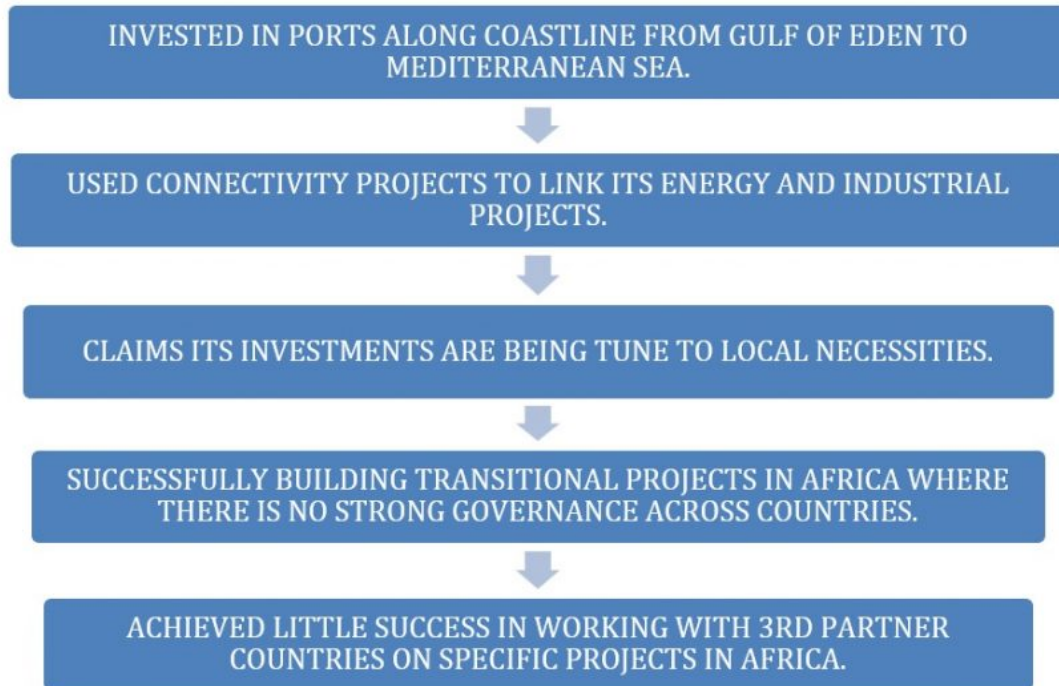 INVESTED IN PORTS ALONG COASTLINE FROM GULF OF EDEN TO
MEDITERRANEAN SEA.
USED CONNECTIVITY PROJECTS TO LINK ITS ENERGY AND INDUSTRIAL
PROJECTS.
CLAIMS ITS INVESTMENTS ARE BEING TUNE TO LOCAL NECESSITIES.
SUCCESSFULLY BUILDING TRANSITIONAL PROJECTS IN AFRICA WHERE
THERE IS NO STRONG GOVERNANCE ACROSS COUNTRIES.
ACHIEVED LITTLE SUCCESS IN WORKING WITH 3RD PARTNER
COUNTRIES ON SPECIFIC PROJECTS IN AFRICA.